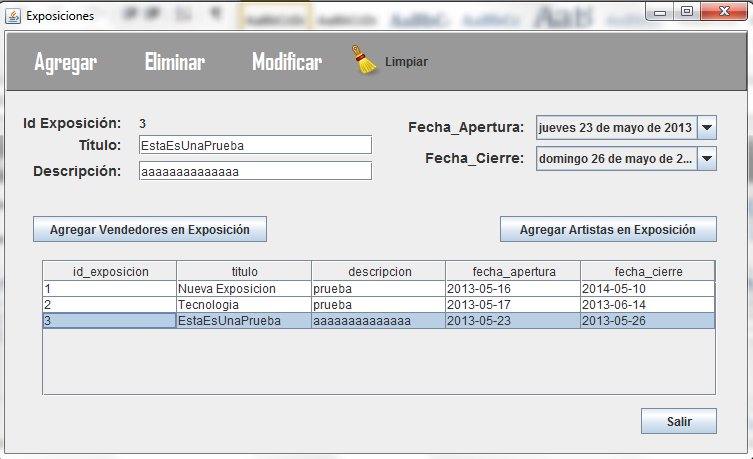 Exposiciones
Agregar Eliminar Modificar Limpiar
Id Exposición: 3
Fecha_Apertura: jueves 23 de mayo de 2013
Título: EstaEsUnaPrueba
Fecha_Cierre: domingo 26 de mayo de 2...
Descripción: aaaaaaaaaaaaaa
Agregar Vendedores en Exposición Agregar Artistas en Exposición
id_exposicion titulo descripcion fecha_apertura fecha_cierre
1 Nueva Exposicion prueba 2013-05-16 2014-05-10
2 Tecnologia prueba 2013-05-17 2013-06-14
3 EstaEsUnaPrueba aaaaaaaaaaaaaa 2013-05-23 2013-05-26
Salir